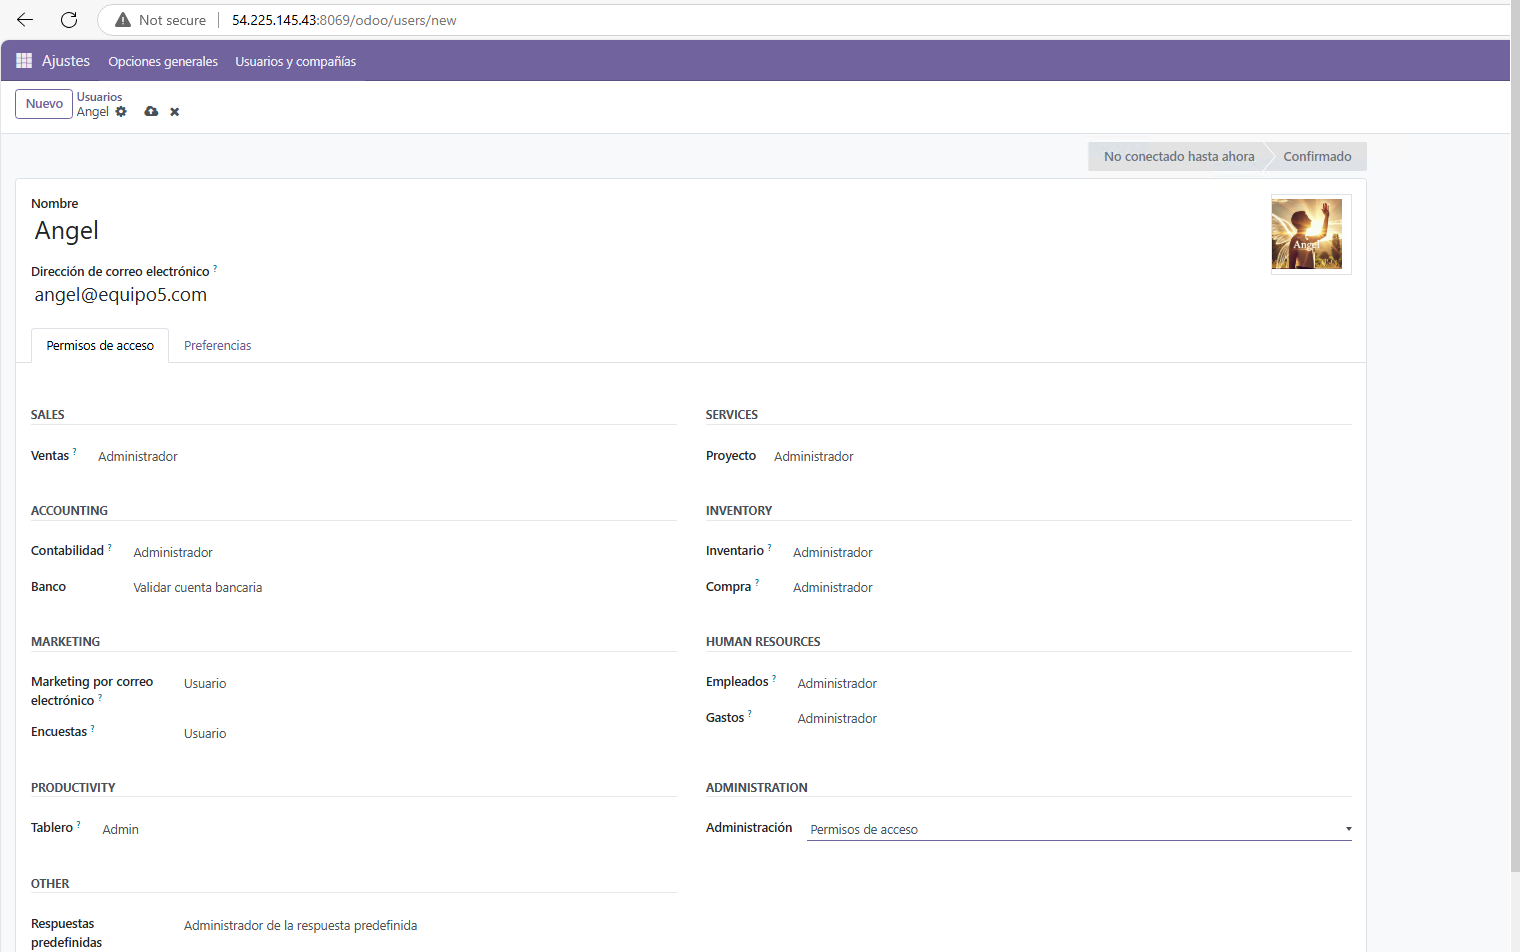 Not secure
54.225.145.43:8069/odoo/users/new
Ajustes
Opciones generales
Usuarios y compañías
Nuevo
Usuarios
Angel
No conectado hasta ahora
Confirmado
Nombre
Angel
Angel
Dirección de correo electrónico ?
angel@equipo5.com
Permisos de acceso
Preferencias
SALES
Ventas ?
Administrador
SERVICES
Proyecto
Administrador
ACCOUNTING
Contabilidad ?
Administrador
Banco
Validar cuenta bancaria
INVENTORY
Inventario ?
Administrador
Compra ?
Administrador
MARKETING
Marketing por correo
electrónico ?
Usuario
Encuestas ?
Usuario
HUMAN RESOURCES
Empleados ?
Administrador
Gastos ?
Administrador
PRODUCTIVITY
Tablero ?
Admin
ADMINISTRATION
Administración
Permisos de acceso
OTHER
Respuestas
predefinidas
Administrador de la respuesta predefinida